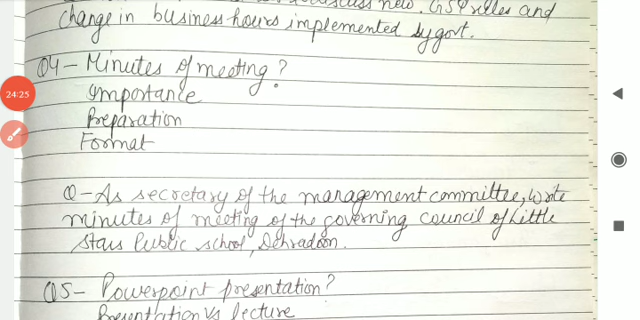 discuss new GST rules and
change in business hours implemented by govt.
Q4 - Minutes of meeting?
Importance
Preparation
Format
Q - As secretary of the management committee, write
minutes of meeting of the governing council of Little
Stars Public school, Dehradoon.
Q5 - Powerpoint presentation?
Presentation vs lecture
24:25